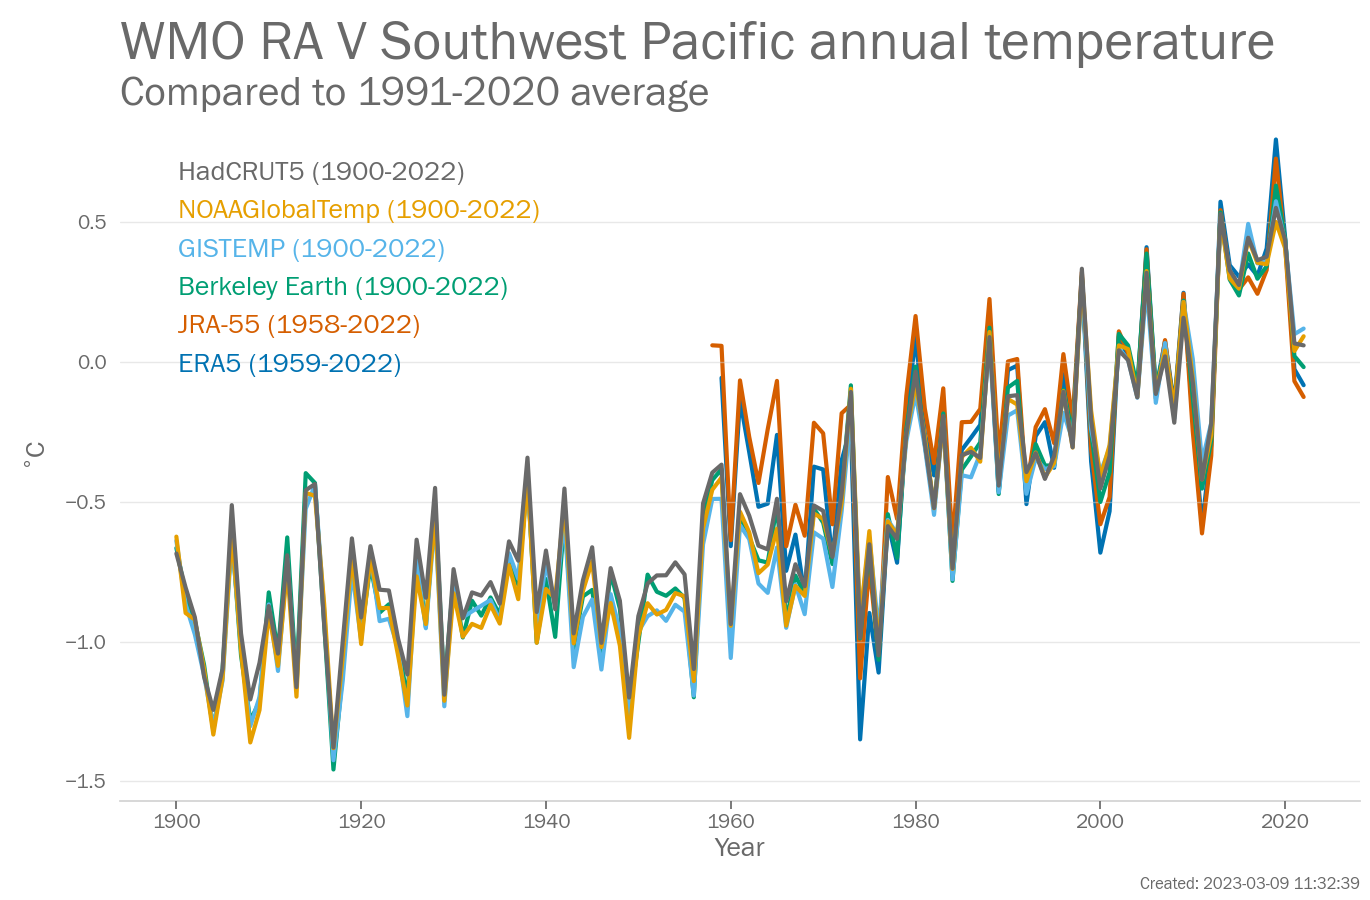 WMO RA V Southwest Pacific annual temperature
Compared to 1991-2020 average
HadCRUT5 (1900-2022)
NOAAGlobalTemp (1900-2022)
GISTEMP (1900-2022)
Berkeley Earth (1900-2022)
JRA-55 (1958-2022)
ERA5 (1959-2022)
0.5
0.0
−0.5
−1.0
−1.5
°C
1900 1920 1940 1960 1980 2000 2020
Year
Created: 2023-03-09 11:32:39